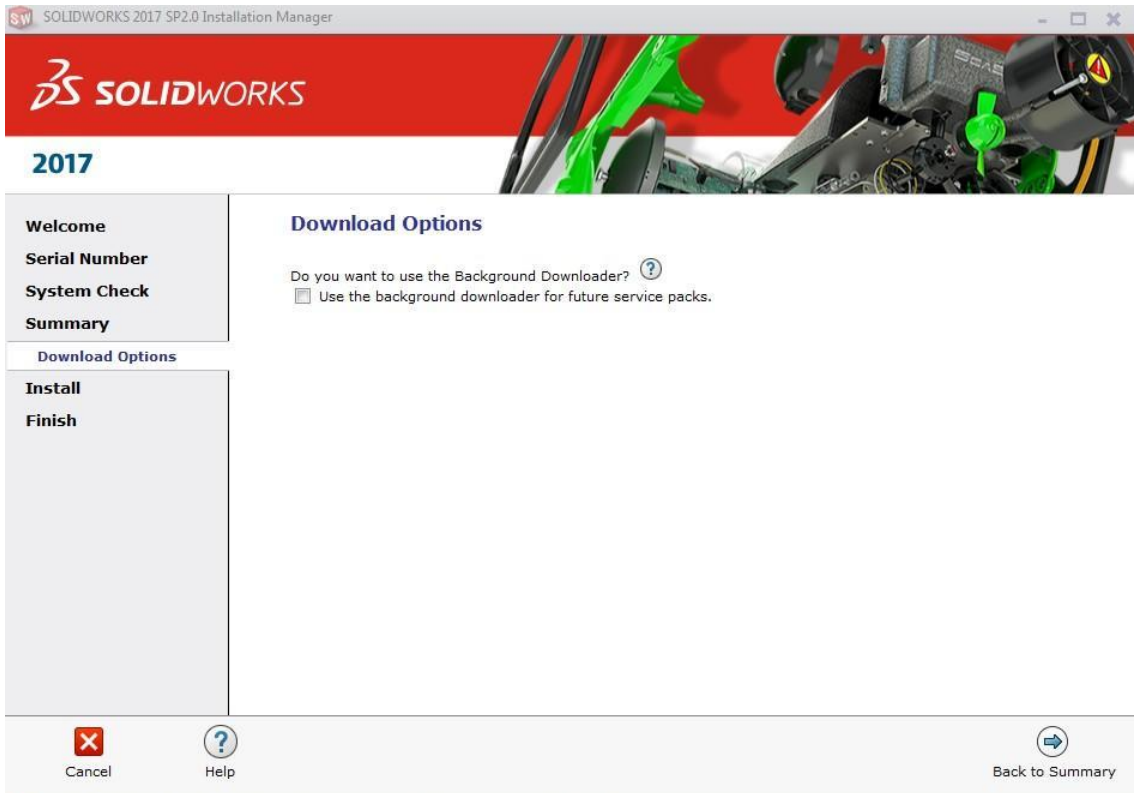 SW SOLIDWORKS 2017 SP2.0 Installation Manager
3S SOLIDWORKS
2017
Welcome
Serial Number
System Check
Summary
Download Options
Install
Finish
Download Options
Do you want to use the Background Downloader? ?
Use the background downloader for future service packs.
Cancel
? Help
Back to Summary